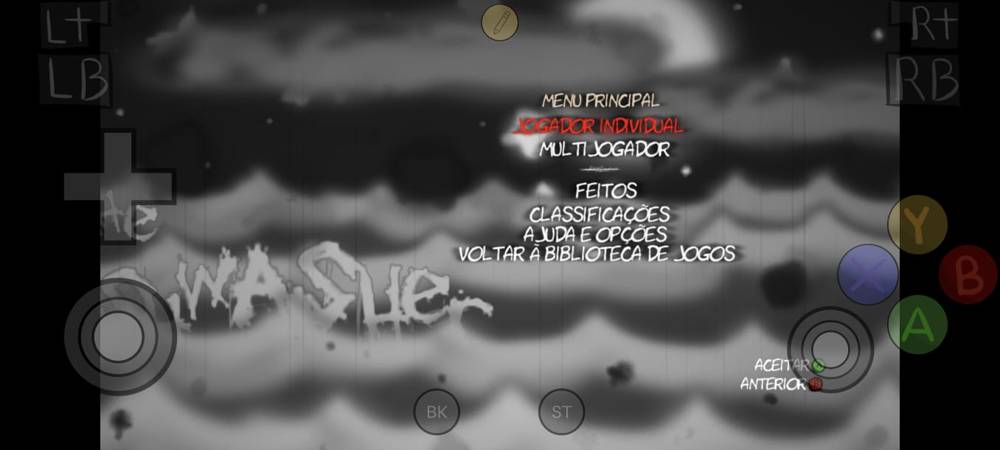 LT
RT
LB
RB
MENU PRINCIPAL
JOGADOR INDIVIDUAL
MULTIJOGADOR
FEITOS
CLASSIFICAÇÕES
AJUDA E OPÇÕES
VOLTAR À BIBLIOTECA DE JOGOS
Y
X
B
A
ACEITAR
ANTERIOR
BK
ST